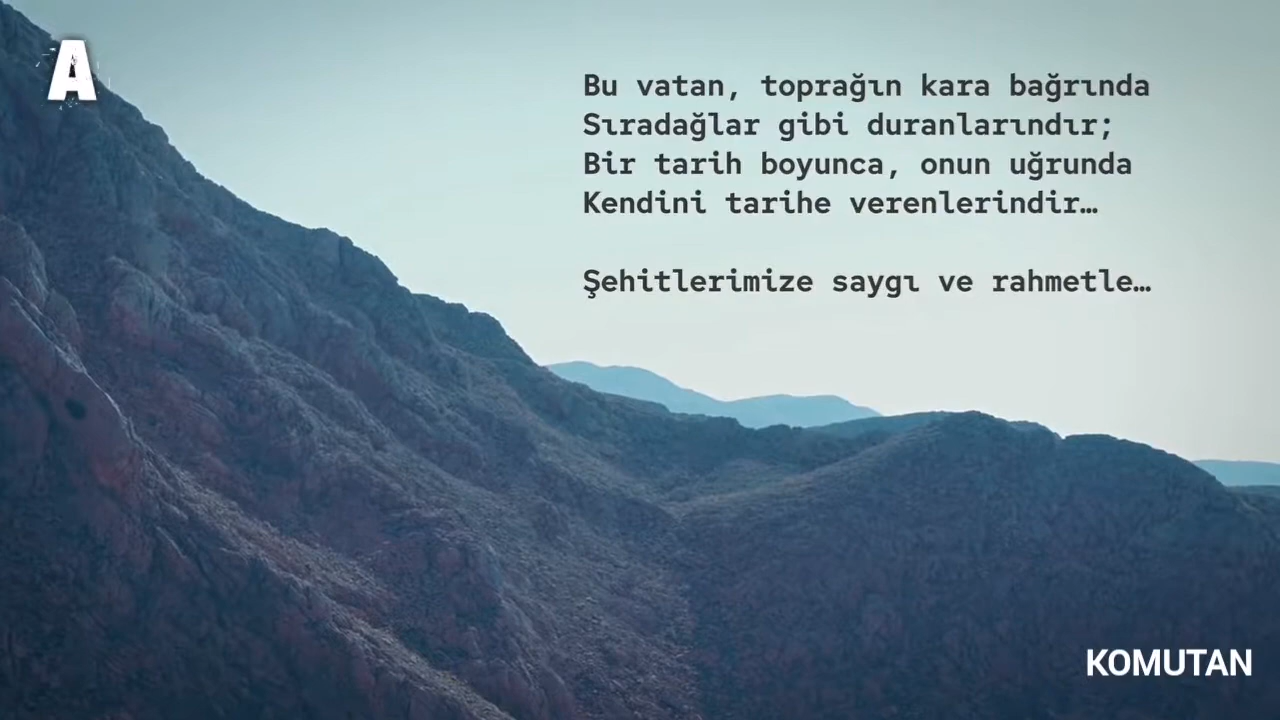 A
Bu vatan, toprağın kara bağrında
Sıradağlar gibi duranlarındır;
Bir tarih boyunca, onun uğrunda
Kendini tarihe verenlerindir…
Şehitlerimize saygı ve rahmetle…
KOMUTAN